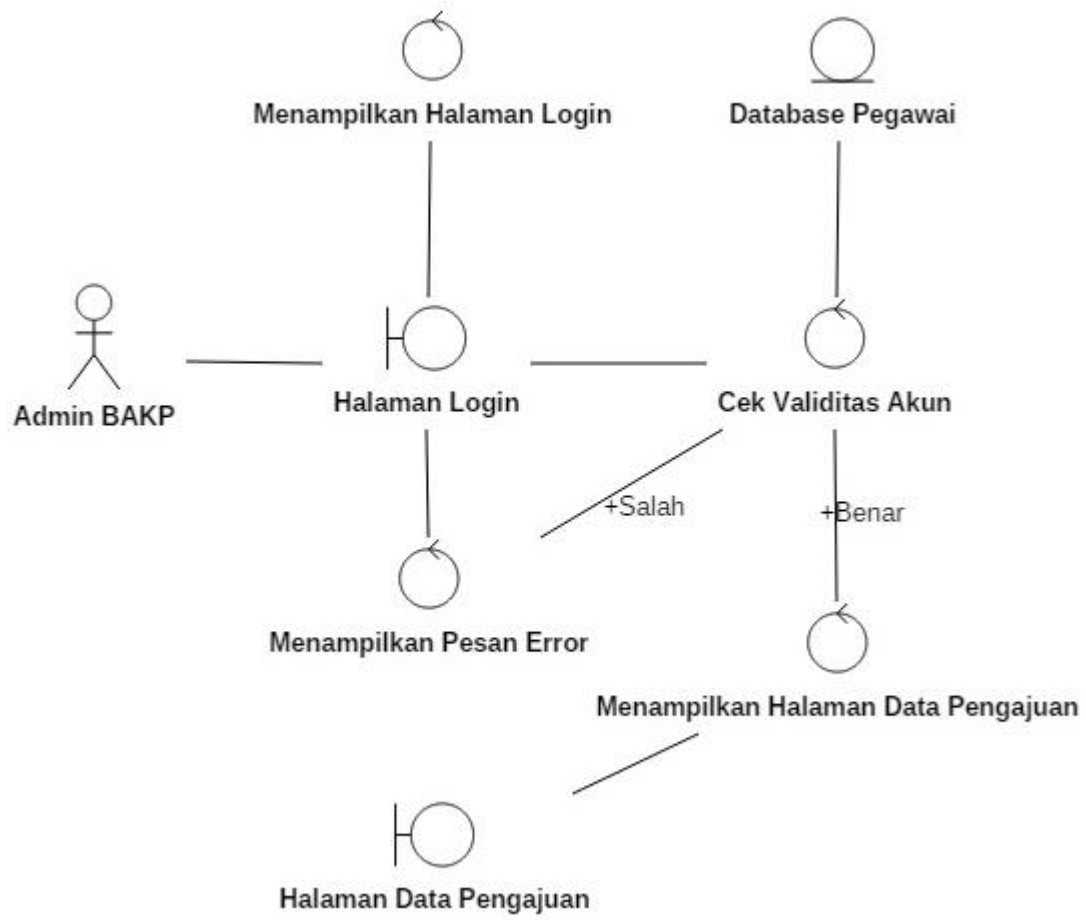 Menampilkan Halaman Login
Database Pegawai
Admin BAKP
Halaman Login
Cek Validitas Akun
+Salah
+Benar
Menampilkan Pesan Error
Menampilkan Halaman Data Pengajuan
Halaman Data Pengajuan